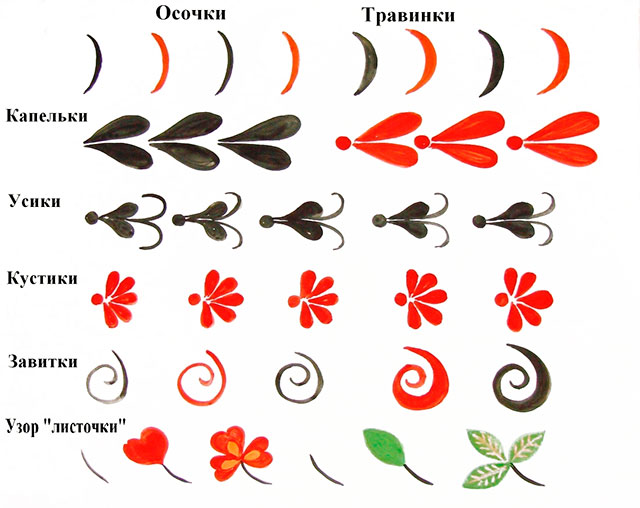 Осочки
Травинки
Капельки
Усики
Кустики
Завитки
Узор "листочки"